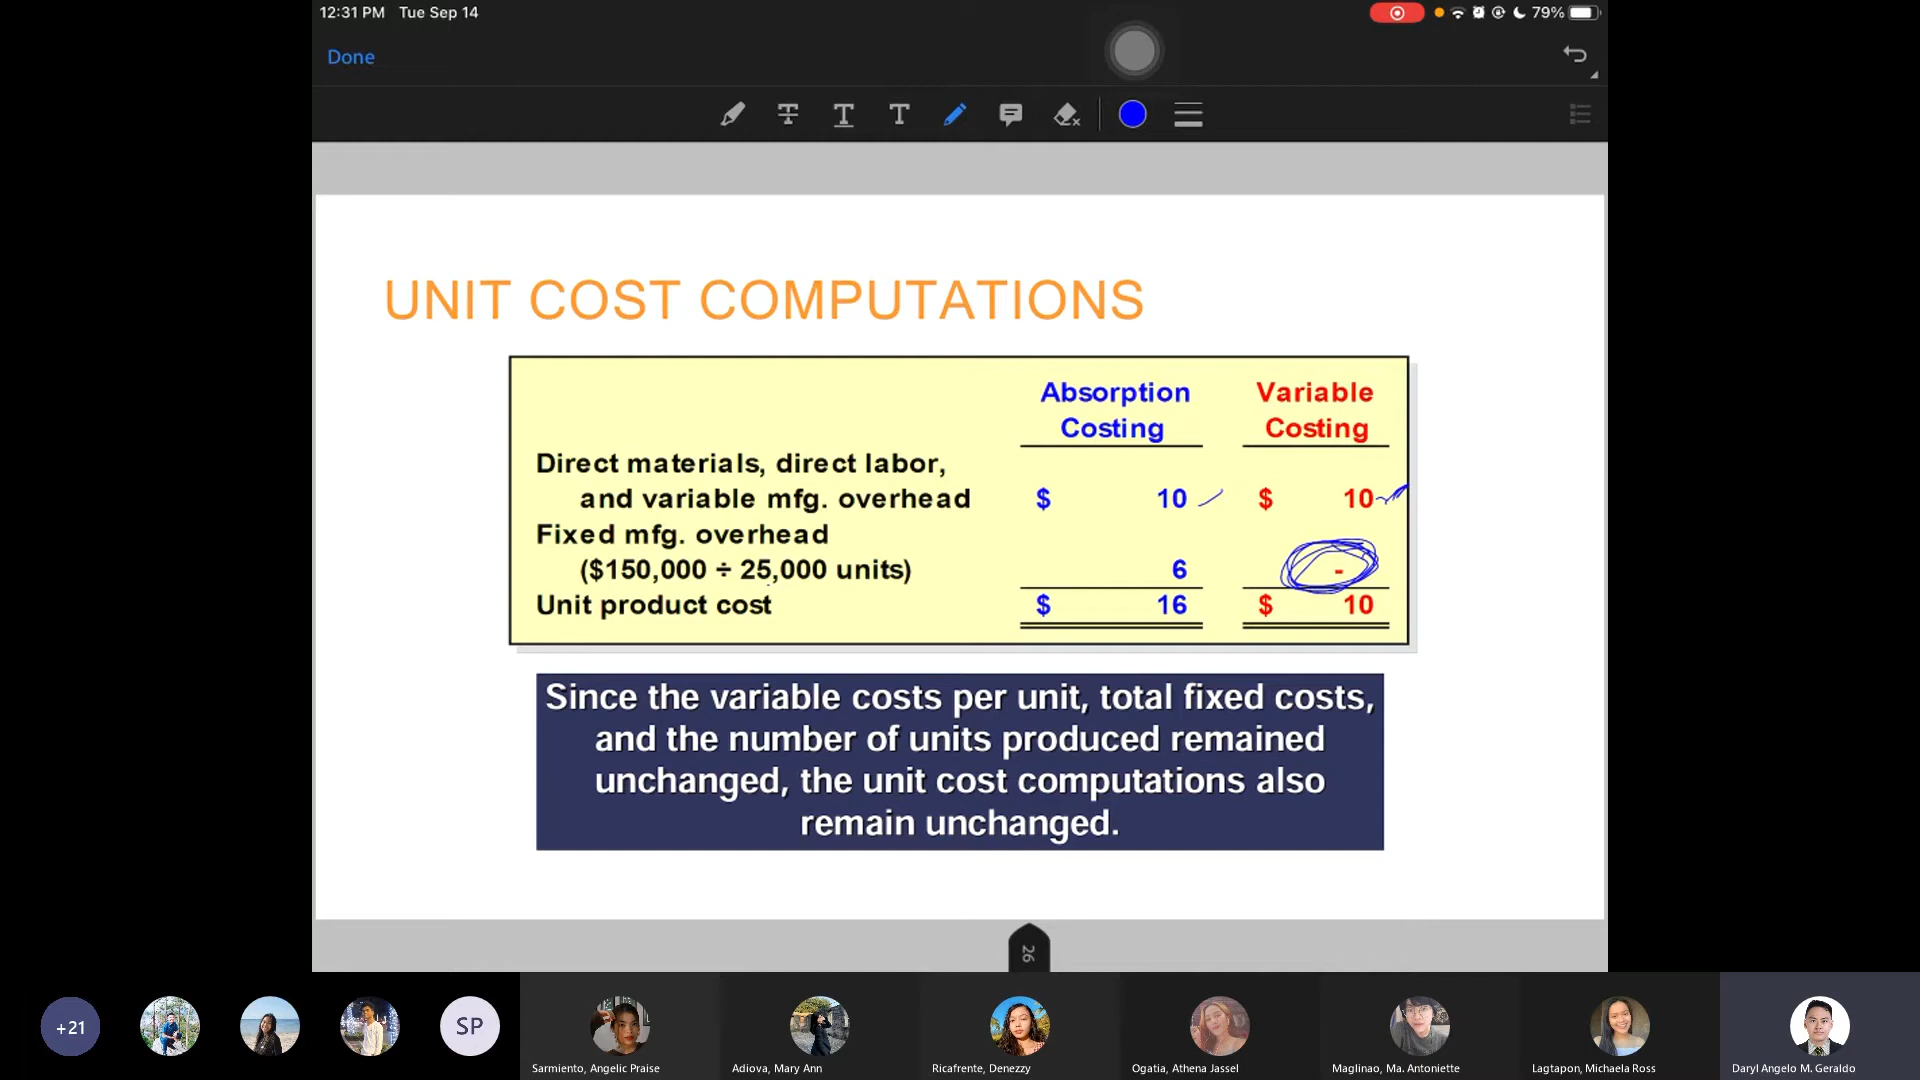 12:31 PM Tue Sep 14
79%
Done
UNIT COST COMPUTATIONS
Absorption Variable
Costing Costing
Direct materials, direct labor,
and variable mfg. overhead $ 10 $ 10
Fixed mfg. overhead
($150,000 ÷ 25,000 units) 6 -
Unit product cost $ 16 $ 10
Since the variable costs per unit, total fixed costs,
and the number of units produced remained
unchanged, the unit cost computations also
remain unchanged.
26
+21
SP
Sarmiento, Angelic Praise
Adiova, Mary Ann
Ricafrente, Denezzy
Ogatia, Athena Jassel
Maglinao, Ma. Antoniette
Lagtapon, Michaela Ross
Daryl Angelo M. Geraldo